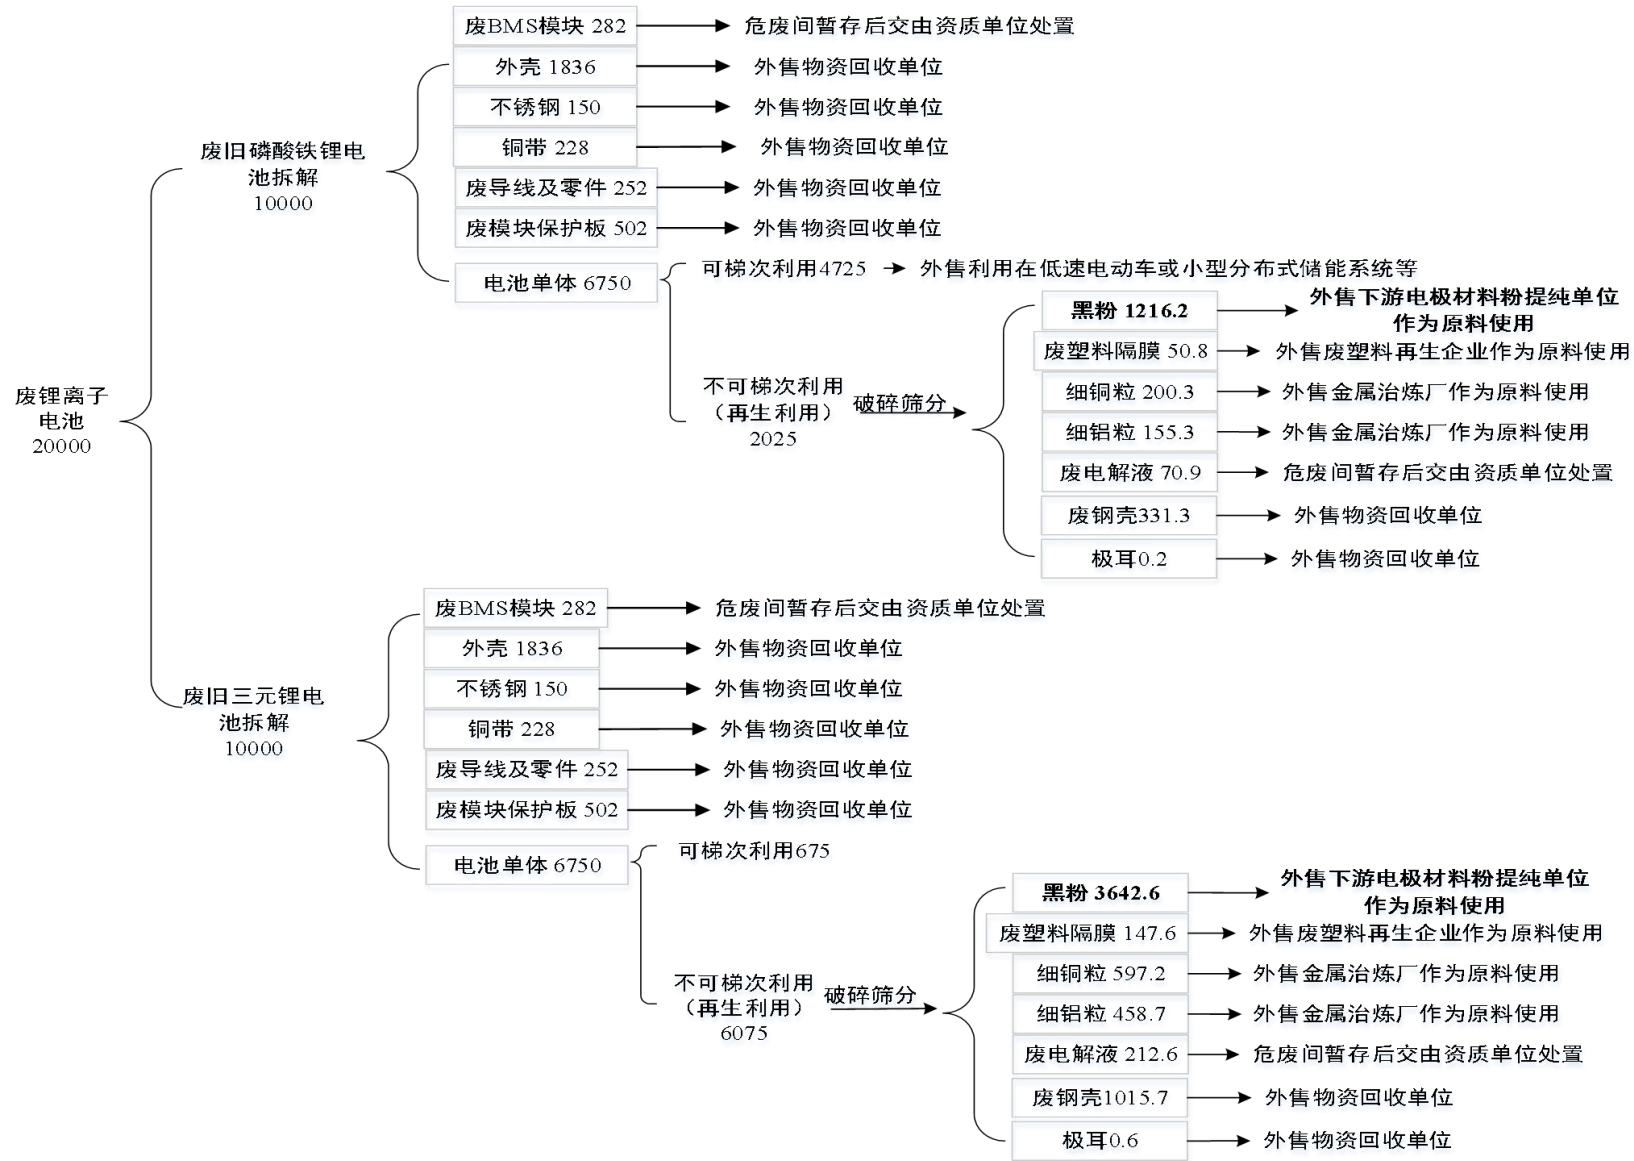 废锂离子
电池
20000
废旧磷酸铁锂电
池拆解
10000
废BMS模块 282
危废间暂存后交由资质单位处置
外壳 1836
外售物资回收单位
不锈钢 150
外售物资回收单位
铜带 228
外售物资回收单位
废导线及零件 252
外售物资回收单位
废模块保护板 502
外售物资回收单位
电池单体 6750
可梯次利用4725
外售利用在低速电动车或小型分布式储能系统等
不可梯次利用
（再生利用）
2025
破碎筛分
黑粉 1216.2
外售下游电极材料粉提纯单位
作为原料使用
废塑料隔膜 50.8
外售废塑料再生企业作为原料使用
细铜粒 200.3
外售金属冶炼厂作为原料使用
细铝粒 155.3
外售金属冶炼厂作为原料使用
废电解液 70.9
危废间暂存后交由资质单位处置
废钢壳331.3
外售物资回收单位
极耳0.2
外售物资回收单位
废旧三元锂电
池拆解
10000
废BMS模块 282
危废间暂存后交由资质单位处置
外壳 1836
外售物资回收单位
不锈钢 150
外售物资回收单位
铜带 228
外售物资回收单位
废导线及零件 252
外售物资回收单位
废模块保护板 502
外售物资回收单位
电池单体 6750
可梯次利用675
不可梯次利用
（再生利用）
6075
破碎筛分
黑粉 3642.6
外售下游电极材料粉提纯单位
作为原料使用
废塑料隔膜 147.6
外售废塑料再生企业作为原料使用
细铜粒 597.2
外售金属冶炼厂作为原料使用
细铝粒 458.7
外售金属冶炼厂作为原料使用
废电解液 212.6
危废间暂存后交由资质单位处置
废钢壳1015.7
外售物资回收单位
极耳0.6
外售物资回收单位